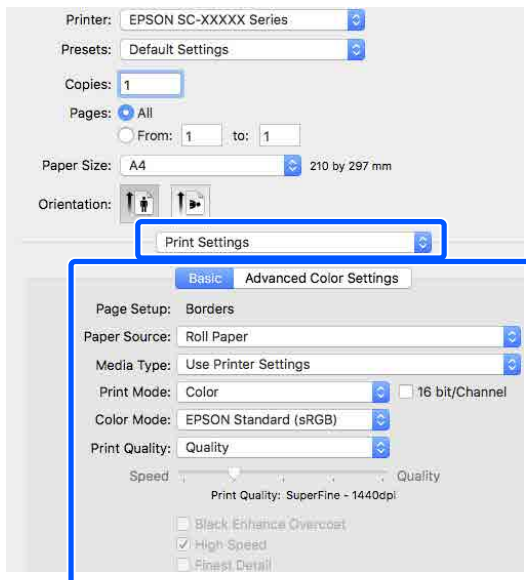 Printer: EPSON SC-XXXXX Series
Presets: Default Settings
Copies: 1
Pages: All
From: 1 to: 1
Paper Size: A4 210 by 297 mm
Orientation:
Print Settings
Basic Advanced Color Settings
Page Setup: Borders
Paper Source: Roll Paper
Media Type: Use Printer Settings
Print Mode: Color 16 bit/Channel
Color Mode: EPSON Standard (sRGB)
Print Quality: Quality
Speed Quality
Print Quality: SuperFine - 1440dpi
Black Enhance Overcoat
High Speed
Finest Detail